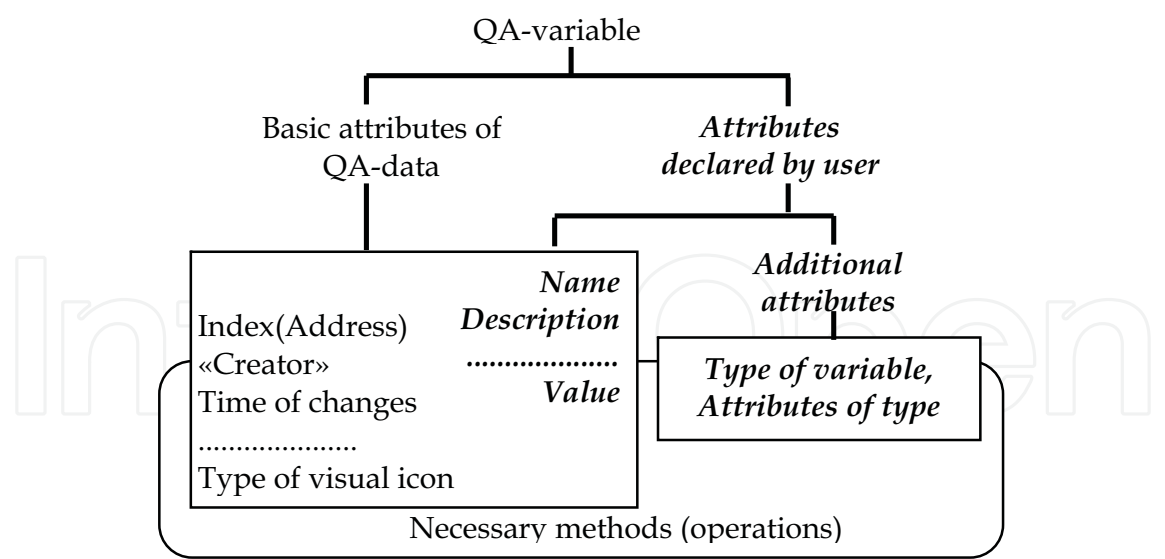 QA-variable
Basic attributes of
QA-data
Attributes
declared by user
Index(Address)
«Creator»
Time of changes
.....................
Type of visual icon
Name
Description
....................
Value
Additional
attributes
Type of variable,
Attributes of type
Necessary methods (operations)